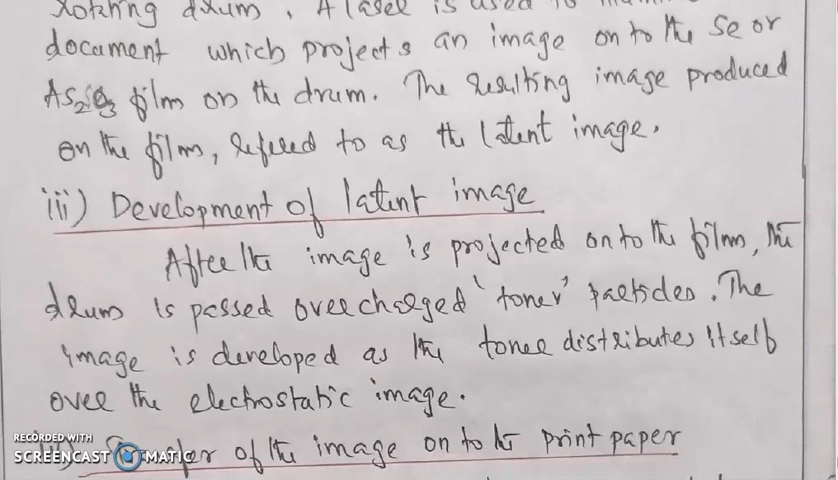 rotating drum. A laser is used to
document which projects an image on to the Se or
As2O3 film on the drum. The resulting image produced
on the film, refered to as the latent image.
iii) Development of latent image
After the image is projected on to the film, the
drum is passed over charged 'toner' particles. The
image is developed as the toner distributes itself
over the electrostatic image.
Transfer of the image on to the print paper
RECORDED WITH
SCREENCAST MATIC